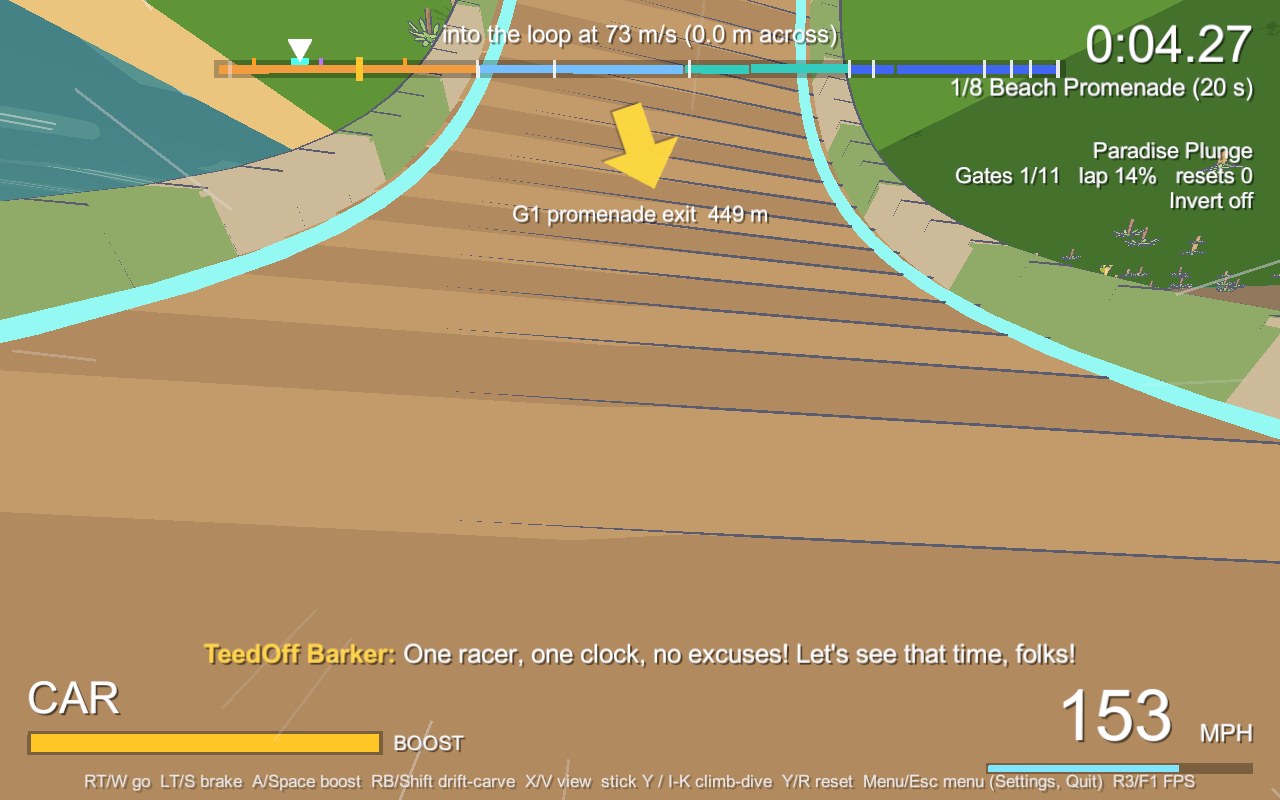 into the loop at 73 m/s (0.0 m across)
0:04.27
1/8 Beach Promenade (20 s)
Paradise Plunge
Gates 1/11 lap 14% resets 0
Invert off
G1 promenade exit 449 m
TeedOff Barker: One racer, one clock, no excuses! Let's see that time, folks!
CAR
BOOST
153 MPH
RT/W go LT/S brake A/Space boost RB/Shift drift-carve X/V view stick Y / I-K climb-dive Y/R reset Menu/Esc menu (Settings, Quit) R3/F1 FPS